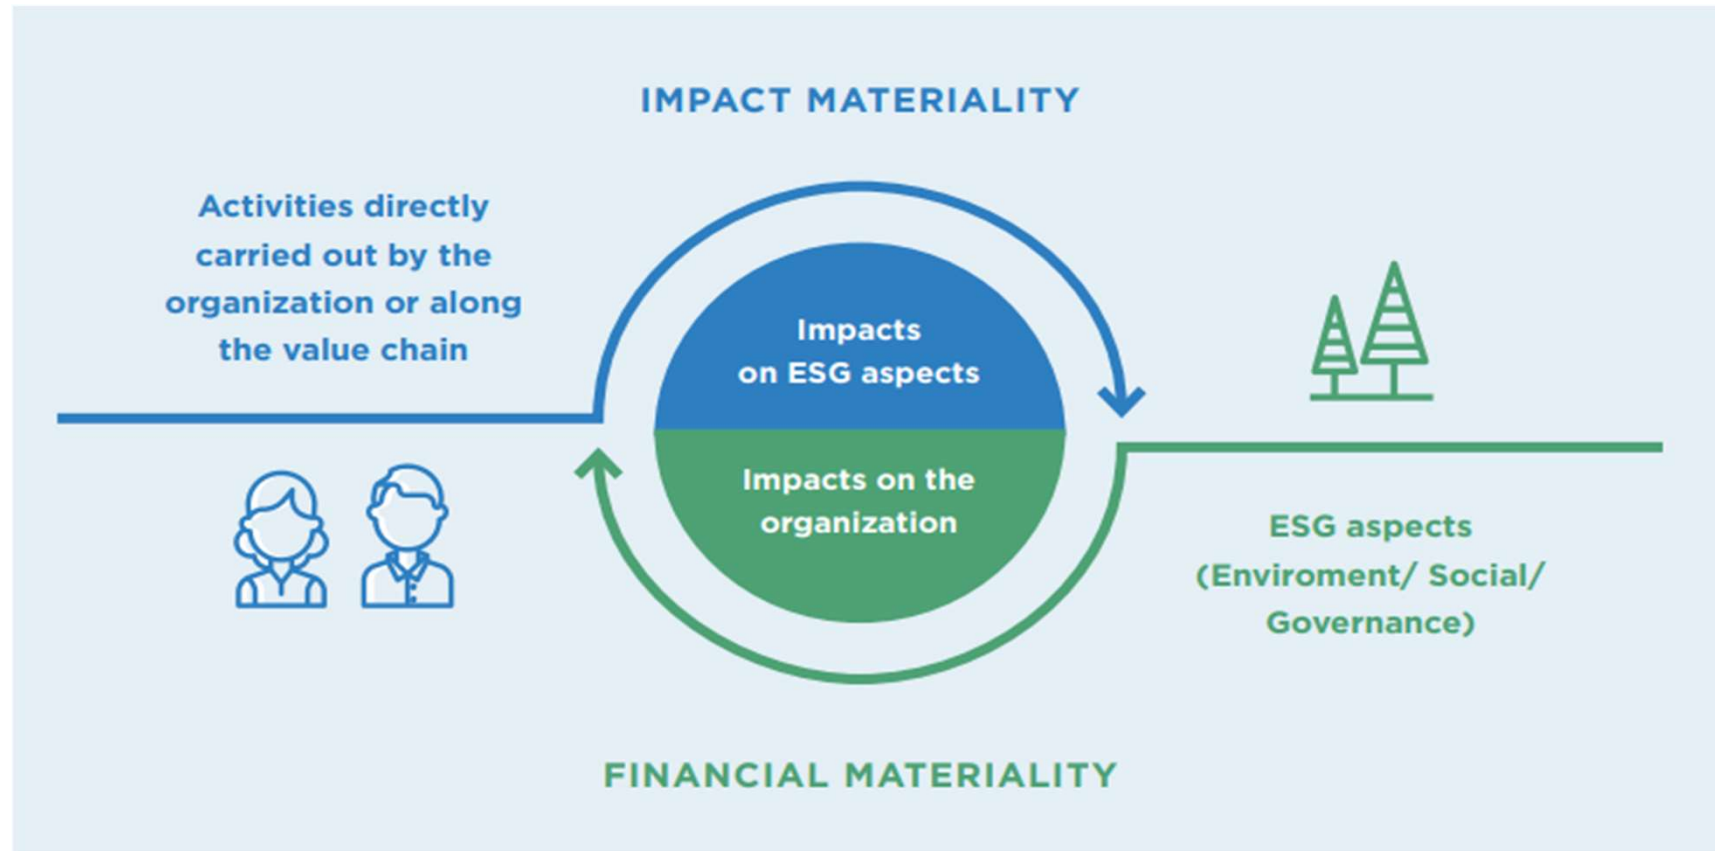 IMPACT MATERIALITY
Activities directly
carried out by the
organization or along
the value chain
Impacts
on ESG aspects
Impacts on the
organization
ESG aspects
(Enviroment/ Social/
Governance)
FINANCIAL MATERIALITY